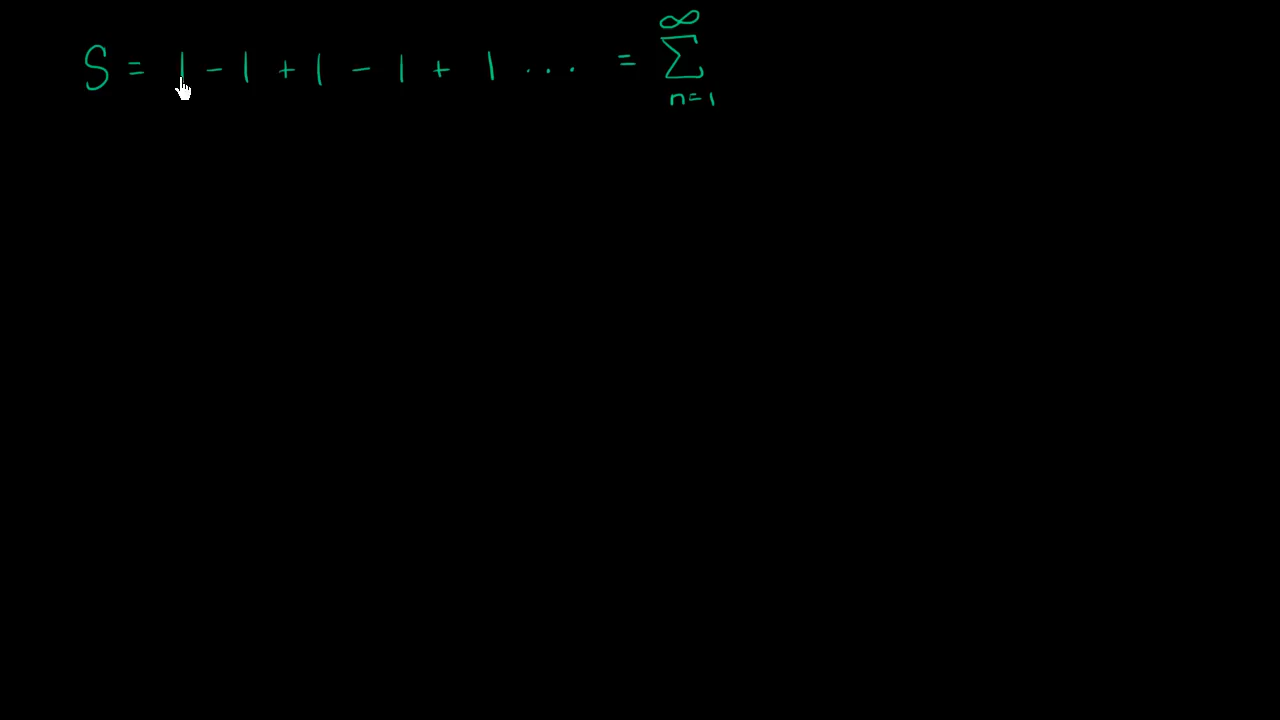 S = 1 - 1 + 1 - 1 + 1 ... = ∞∑n=1